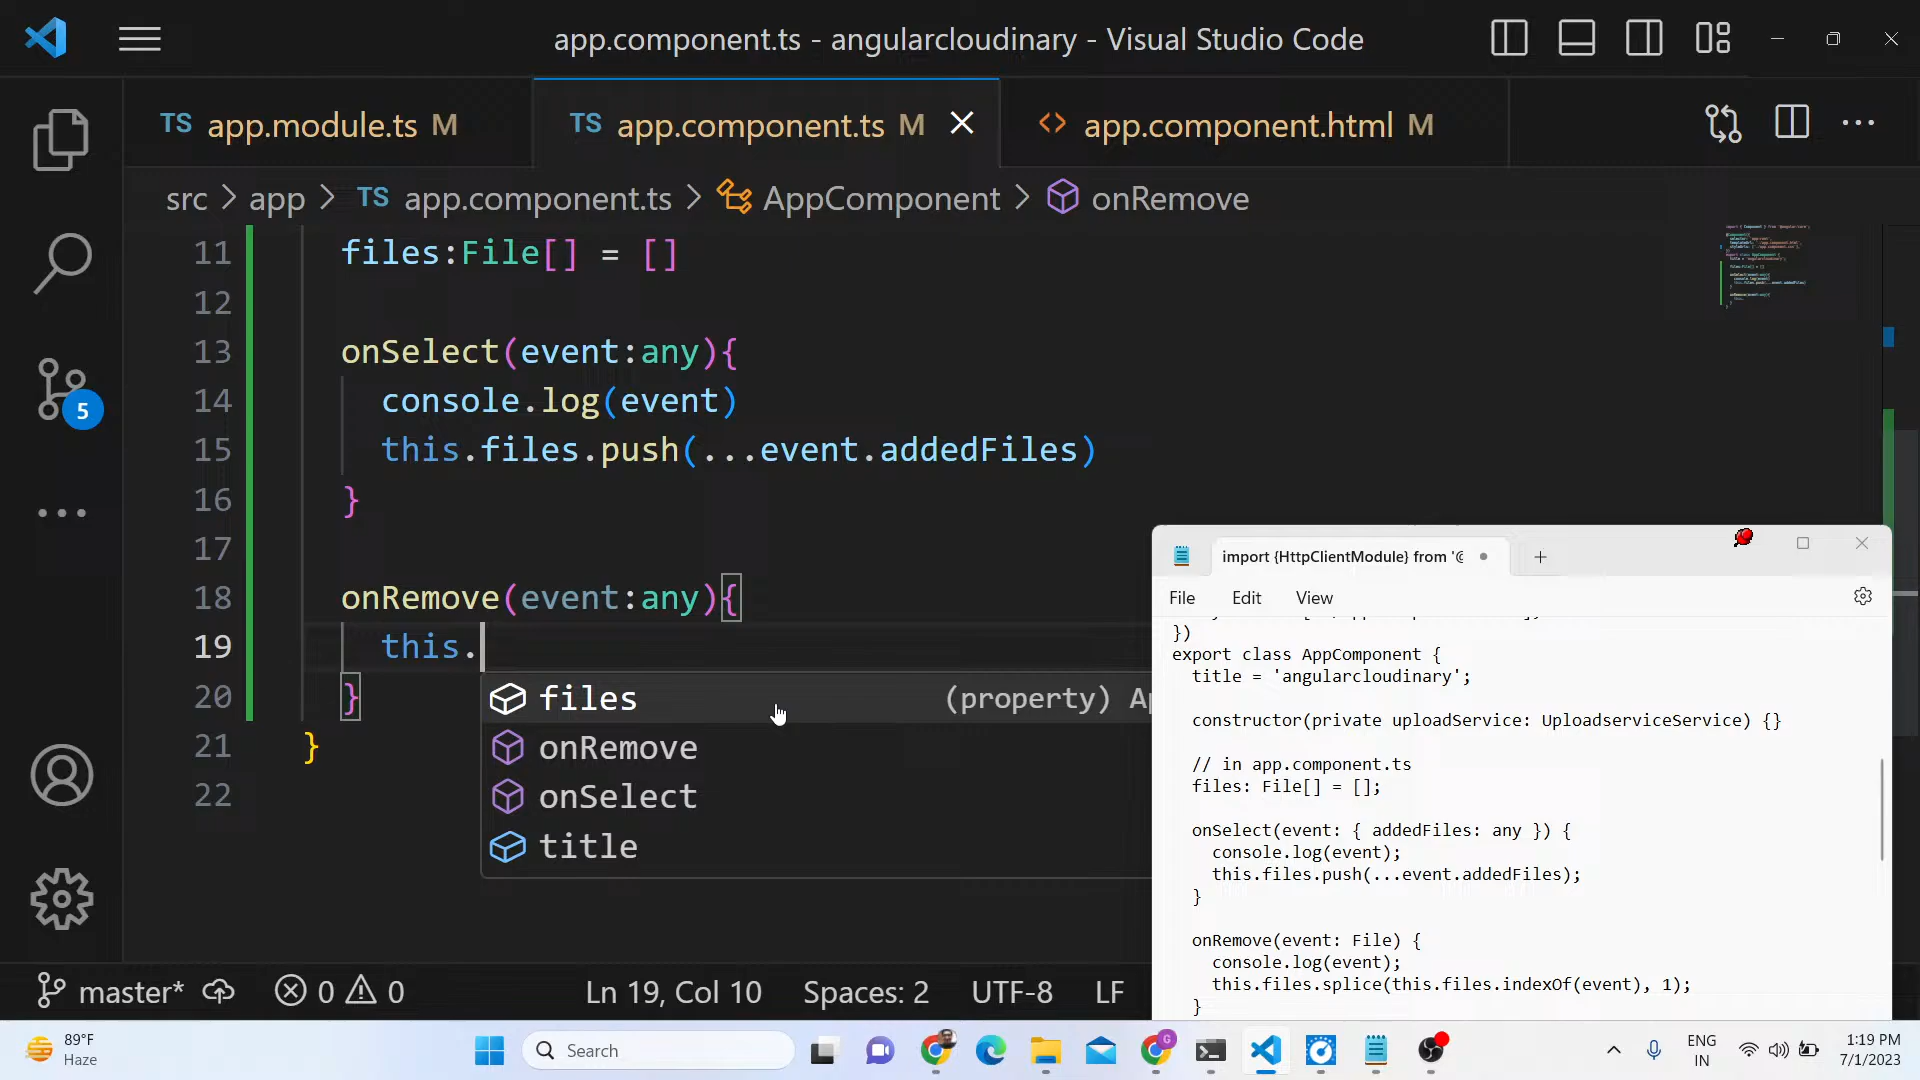 app.component.ts - angularcloudinary - Visual Studio Code
TS app.module.ts M
TS app.component.ts M
<> app.component.html M
src > app > TS app.component.ts > AppComponent > onRemove
11 files:File[] = []
12
13 onSelect(event:any){
14 console.log(event)
15 this.files.push(...event.addedFiles)
16 }
17
18 onRemove(event:any){
19 this.
20 }
21 }
22
files (property) Ap
onRemove
onSelect
title
5
import {HttpClientModule} from '@
File Edit View
})
export class AppComponent {
title = 'angularcloudinary';
constructor(private uploadService: UploadserviceService) {}
// in app.component.ts
files: File[] = [];
onSelect(event: { addedFiles: any }) {
console.log(event);
this.files.push(...event.addedFiles);
}
onRemove(event: File) {
console.log(event);
this.files.splice(this.files.indexOf(event), 1);
}
master* 0 0 Ln 19, Col 10 Spaces: 2 UTF-8 LF
89°F
Haze
Search
G
ENG
IN
1:19 PM
7/1/2023